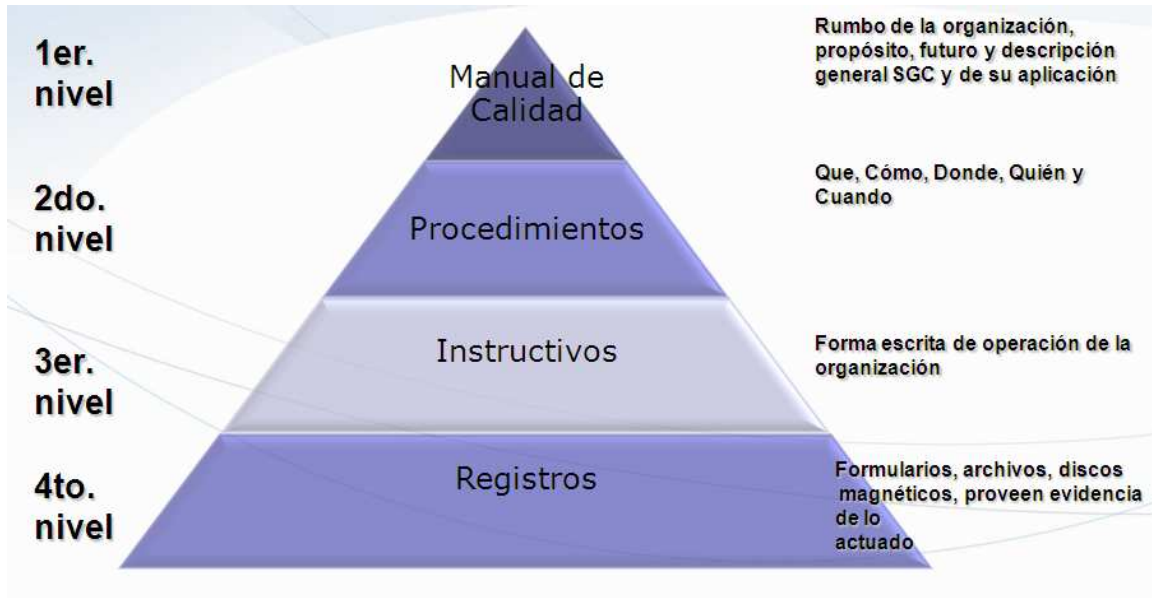 1er.
nivel
Manual de
Calidad
Rumbo de la organización,
propósito, futuro y descripción
general SGC y de su aplicación
2do.
nivel
Procedimientos
Que, Cómo, Donde, Quién y
Cuando
3er.
nivel
Instructivos
Forma escrita de operación de la
organización
4to.
nivel
Registros
Formularios, archivos, discos
magnéticos, proveen evidencia
de lo
actuado